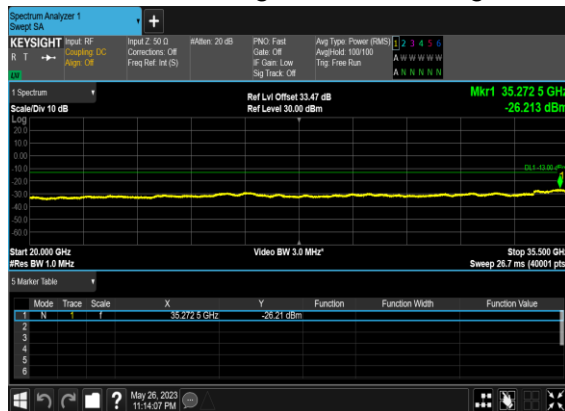 Spectrum Analyzer 1
Swept SA
+
KEYSIGHT Input: RF Input Z: 50 Ω #Atten: 20 dB PNO: Fast Avg Type: Power (RMS) 1 2 3 4 5 6
R T Coupling: DC Corrections: Off Gate: Off Avg|Hold: 100/100 A W W W W W
Align: Off Freq Ref: Int (S) IF Gain: Low Trig: Free Run
Sig Track: Off A N N N N N
1 Spectrum Ref Lvl Offset 33.47 dB Mkr1 35.272 5 GHz
Scale/Div 10 dB Ref Level 30.00 dBm -26.213 dBm
Log
20.0
10.0
0.00
-10.0
DL1 -13.00 dBm
-20.0
-30.0
-40.0
-50.0
-60.0
Start 20.000 GHz Video BW 3.0 MHz* Stop 35.500 GHz
#Res BW 1.0 MHz Sweep 26.7 ms (40001 pts)
5 Marker Table
Mode Trace Scale X Y Function Function Width Function Value
1 N 1 f 35.272 5 GHz -26.21 dBm
2
3
4
5
6
? May 26, 2023
11:14:07 PM